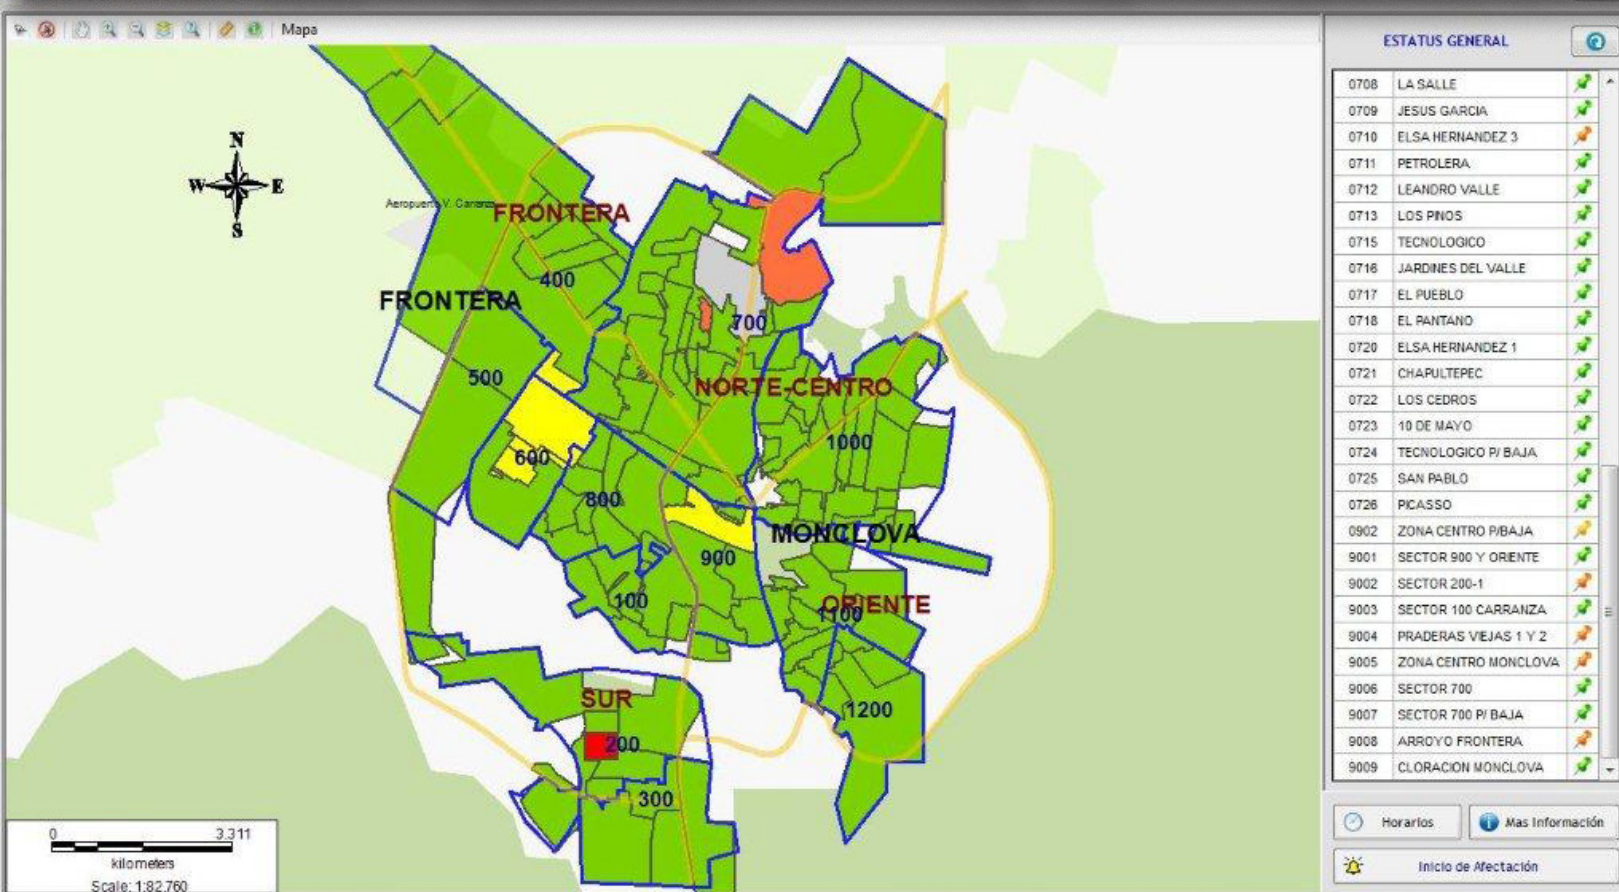 Mapa
N
W E
S
FRONTERA
400
FRONTERA
500
700
NORTE-CENTRO
1000
600
800
MONCLOVA
900
100
ORIENTE
1100
SUR
1200
200
300
0 3.311
kilometers
Scale: 1:82.760
ESTATUS GENERAL
0708 LA SALLE
0709 JESUS GARCIA
0710 ELSA HERNANDEZ 3
0711 PETROLERA
0712 LEANDRO VALLE
0713 LOS PINOS
0715 TECNOLOGICO
0716 JARDINES DEL VALLE
0717 EL PUEBLO
0718 EL PANTANO
0720 ELSA HERNANDEZ 1
0721 CHAPULTEPEC
0722 LOS CEDROS
0723 10 DE MAYO
0724 TECNOLOGICO P/ BAJA
0725 SAN PABLO
0726 PICASSO
0902 ZONA CENTRO P/BAJA
9001 SECTOR 900 Y ORIENTE
9002 SECTOR 200-1
9003 SECTOR 100 CARRANZA
9004 PRADERAS VIEJAS 1 Y 2
9005 ZONA CENTRO MONCLOVA
9006 SECTOR 700
9007 SECTOR 700 P/ BAJA
9008 ARROYO FRONTERA
9009 CLORACION MONCLOVA
Horarios
Mas Información
Inicio de Afectación